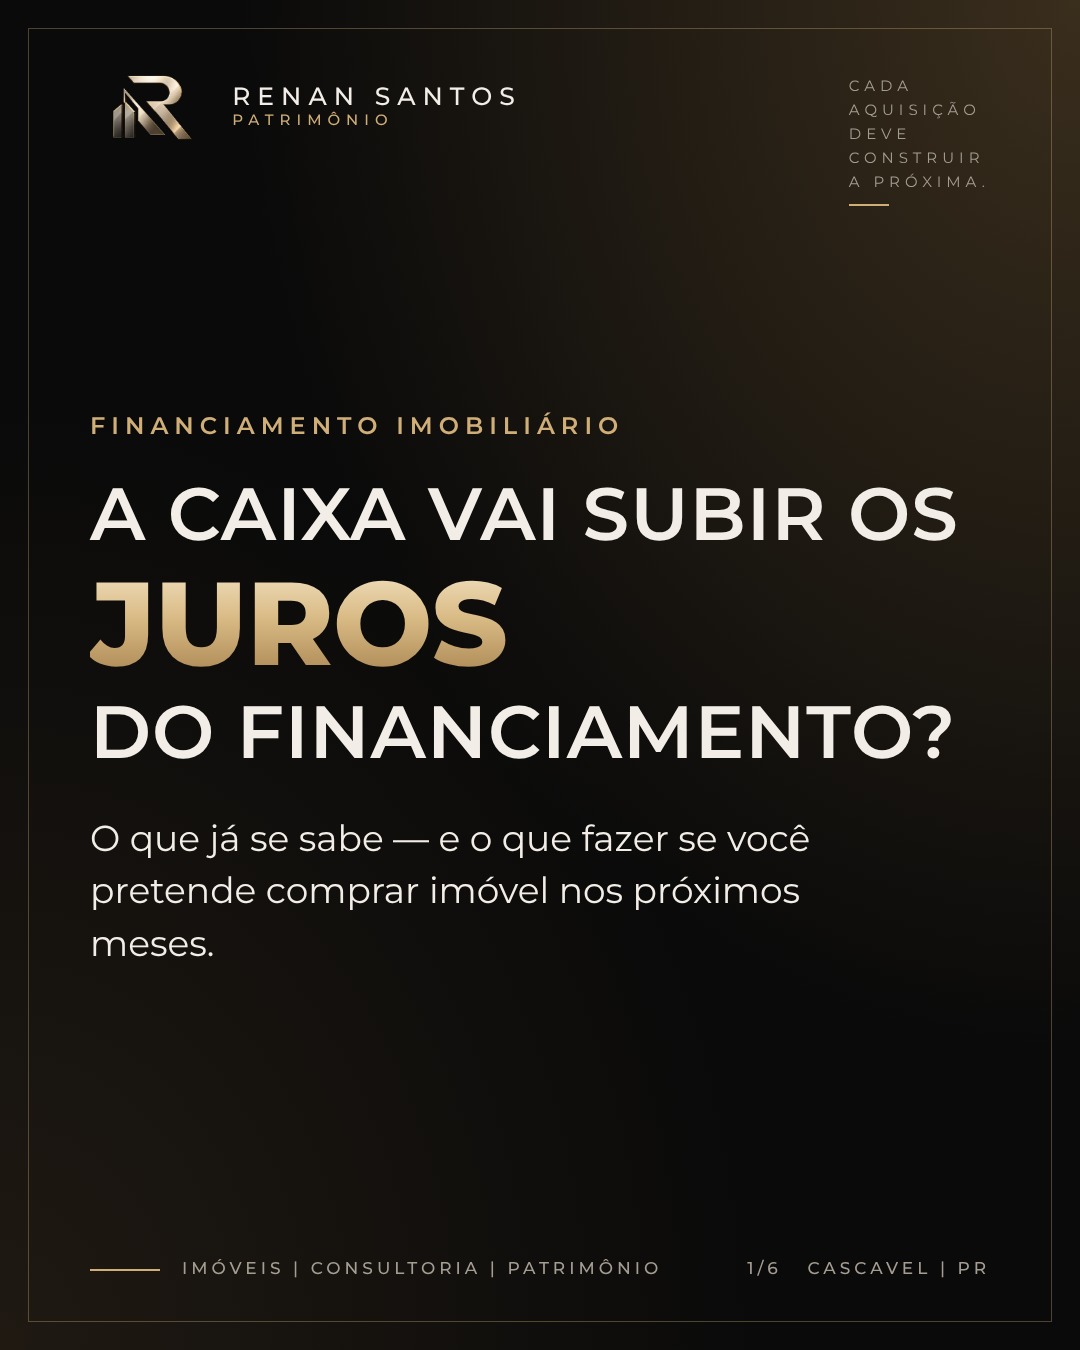 RENAN SANTOS
PATRIMÔNIO
CADA
AQUISIÇÃO
DEVE
CONSTRUIR
A PRÓXIMA.
FINANCIAMENTO IMOBILIÁRIO
A CAIXA VAI SUBIR OS
JUROS
DO FINANCIAMENTO?
O que já se sabe — e o que fazer se você
pretende comprar imóvel nos próximos
meses.
IMÓVEIS | CONSULTORIA | PATRIMÔNIO
1/6 CASCAVEL | PR